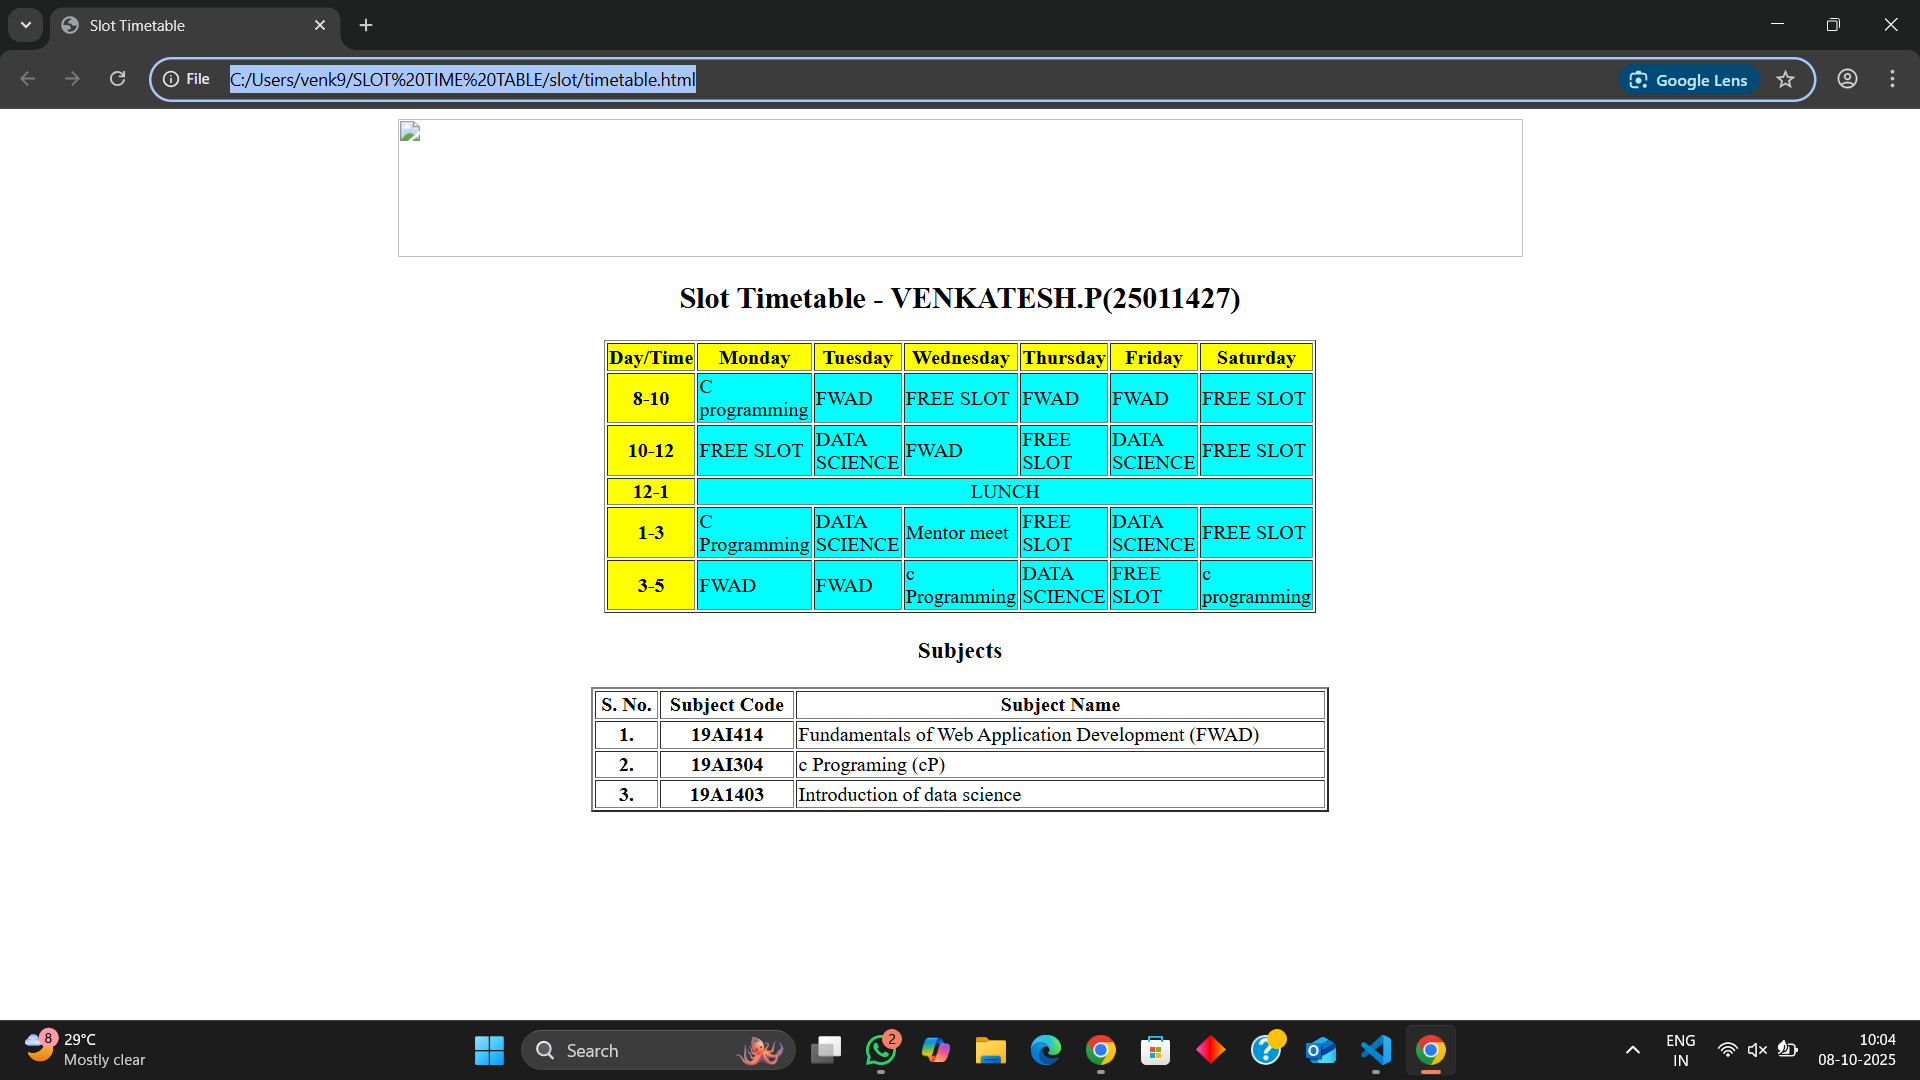 Slot Timetable
File C:/Users/venk9/SLOT%20TIME%20TABLE/slot/timetable.html Google Lens
Slot Timetable - VENKATESH.P(25011427)
Day/Time Monday Tuesday Wednesday Thursday Friday Saturday
8-10 C programming FWAD FREE SLOT FWAD FWAD FREE SLOT
10-12 FREE SLOT DATA SCIENCE FWAD FREE SLOT DATA SCIENCE FREE SLOT
12-1 LUNCH
1-3 C Programming DATA SCIENCE Mentor meet FREE SLOT DATA SCIENCE FREE SLOT
3-5 FWAD FWAD c Programming DATA SCIENCE FREE SLOT c programming
Subjects
S. No. Subject Code Subject Name
1. 19AI414 Fundamentals of Web Application Development (FWAD)
2. 19AI304 c Programing (cP)
3. 19A1403 Introduction of data science
8 29°C
Mostly clear
Search
2
ENG
IN
10:04
08-10-2025